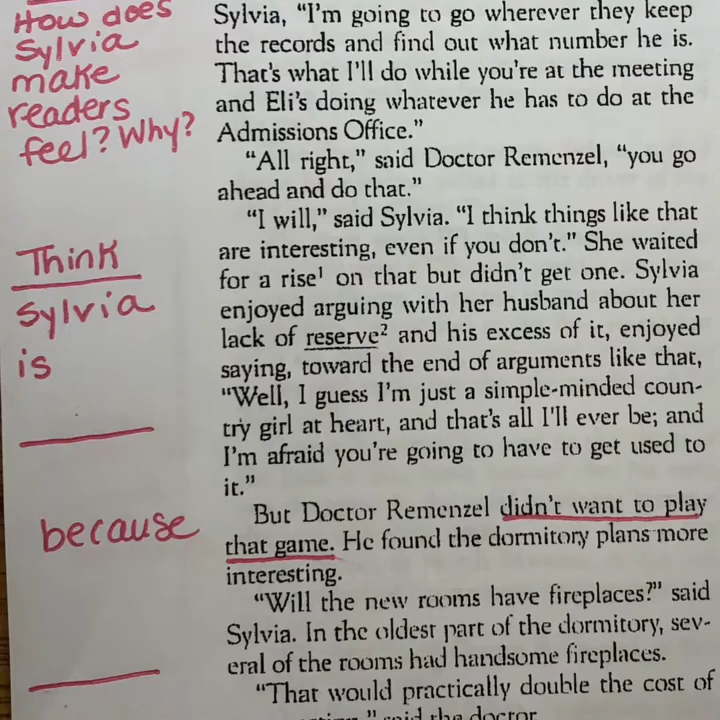 How does
Sylvia
make
readers
feel? Why?
Think
Sylvia
is
because
Sylvia, “I’m going to go wherever they keep
the records and find out what number he is.
That’s what I’ll do while you’re at the meeting
and Eli’s doing whatever he has to do at the
Admissions Office.”
“All right,” said Doctor Remenzel, “you go
ahead and do that.”
“I will,” said Sylvia. “I think things like that
are interesting, even if you don’t.” She waited
for a rise¹ on that but didn’t get one. Sylvia
enjoyed arguing with her husband about her
lack of reserve² and his excess of it, enjoyed
saying, toward the end of arguments like that,
“Well, I guess I’m just a simple-minded coun-
try girl at heart, and that’s all I’ll ever be; and
I’m afraid you’re going to have to get used to
it.”
But Doctor Remenzel didn’t want to play
that game. He found the dormitory plans more
interesting.
“Will the new rooms have fireplaces?” said
Sylvia. In the oldest part of the dormitory, sev-
eral of the rooms had handsome fireplaces.
“That would practically double the cost of
” said the doctor.